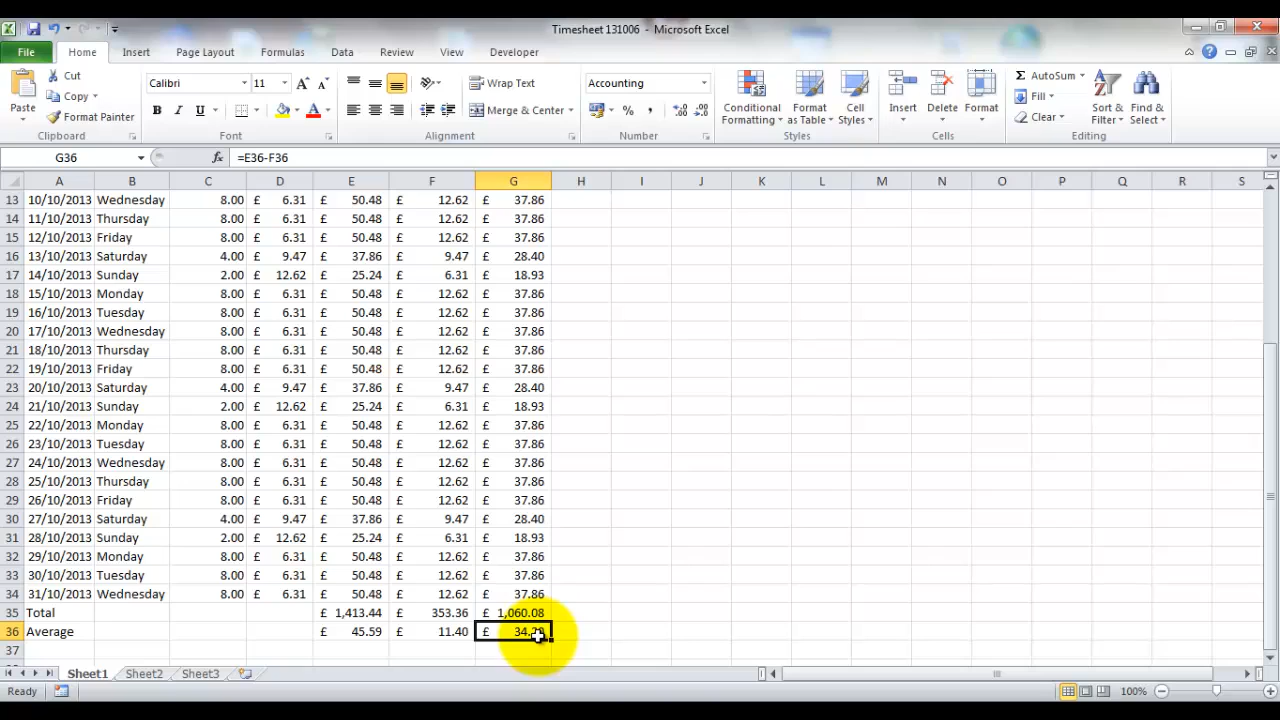 Timesheet 131006 - Microsoft Excel
File Home Insert Page Layout Formulas Data Review View Developer
Paste Cut Copy Format Painter Clipboard
Calibri 11 B I U Font
Wrap Text Merge & Center Alignment
Accounting % , Number
Conditional Formatting Format as Table Cell Styles Styles
Insert Delete Format Cells
Σ AutoSum Fill Clear Sort & Filter Find & Select Editing
G36 fx =E36-F36
A B C D E F G H I J K L M N O P Q R S
13 10/10/2013 Wednesday 8.00 £ 6.31 £ 50.48 £ 12.62 £ 37.86
14 11/10/2013 Thursday 8.00 £ 6.31 £ 50.48 £ 12.62 £ 37.86
15 12/10/2013 Friday 8.00 £ 6.31 £ 50.48 £ 12.62 £ 37.86
16 13/10/2013 Saturday 4.00 £ 9.47 £ 37.86 £ 9.47 £ 28.40
17 14/10/2013 Sunday 2.00 £ 12.62 £ 25.24 £ 6.31 £ 18.93
18 15/10/2013 Monday 8.00 £ 6.31 £ 50.48 £ 12.62 £ 37.86
19 16/10/2013 Tuesday 8.00 £ 6.31 £ 50.48 £ 12.62 £ 37.86
20 17/10/2013 Wednesday 8.00 £ 6.31 £ 50.48 £ 12.62 £ 37.86
21 18/10/2013 Thursday 8.00 £ 6.31 £ 50.48 £ 12.62 £ 37.86
22 19/10/2013 Friday 8.00 £ 6.31 £ 50.48 £ 12.62 £ 37.86
23 20/10/2013 Saturday 4.00 £ 9.47 £ 37.86 £ 9.47 £ 28.40
24 21/10/2013 Sunday 2.00 £ 12.62 £ 25.24 £ 6.31 £ 18.93
25 22/10/2013 Monday 8.00 £ 6.31 £ 50.48 £ 12.62 £ 37.86
26 23/10/2013 Tuesday 8.00 £ 6.31 £ 50.48 £ 12.62 £ 37.86
27 24/10/2013 Wednesday 8.00 £ 6.31 £ 50.48 £ 12.62 £ 37.86
28 25/10/2013 Thursday 8.00 £ 6.31 £ 50.48 £ 12.62 £ 37.86
29 26/10/2013 Friday 8.00 £ 6.31 £ 50.48 £ 12.62 £ 37.86
30 27/10/2013 Saturday 4.00 £ 9.47 £ 37.86 £ 9.47 £ 28.40
31 28/10/2013 Sunday 2.00 £ 12.62 £ 25.24 £ 6.31 £ 18.93
32 29/10/2013 Monday 8.00 £ 6.31 £ 50.48 £ 12.62 £ 37.86
33 30/10/2013 Tuesday 8.00 £ 6.31 £ 50.48 £ 12.62 £ 37.86
34 31/10/2013 Wednesday 8.00 £ 6.31 £ 50.48 £ 12.62 £ 37.86
35 Total £ 1,413.44 £ 353.36 £ 1,060.08
36 Average £ 45.59 £ 11.40 £
37
Sheet1 Sheet2 Sheet3
Ready 100%